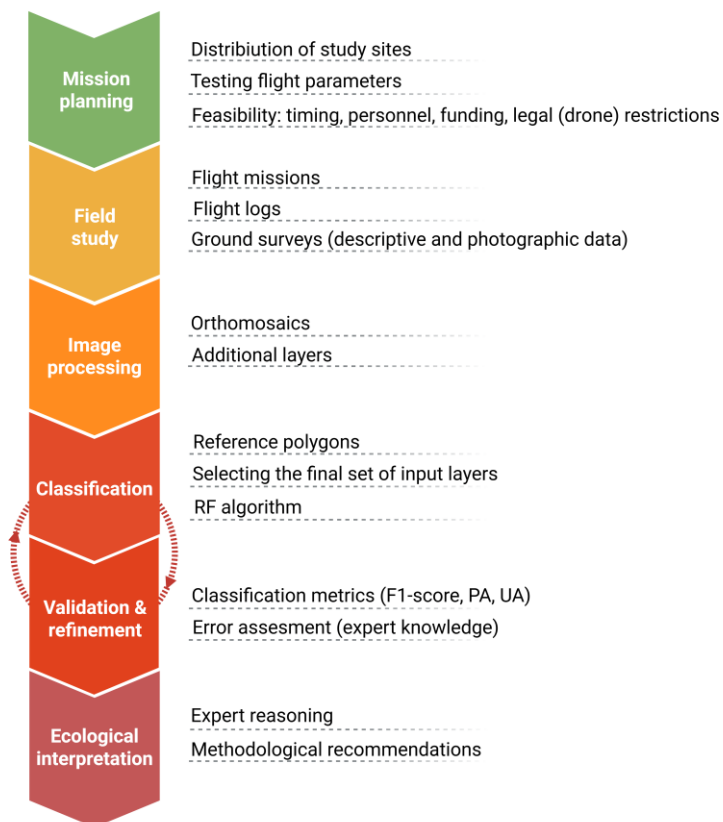 Mission
planning
Distribiution of study sites
Testing flight parameters
Feasibility: timing, personnel, funding, legal (drone) restrictions
Field
study
Flight missions
Flight logs
Ground surveys (descriptive and photographic data)
Image
processing
Orthomosaics
Additional layers
Classification
Reference polygons
Selecting the final set of input layers
RF algorithm
Validation &
refinement
Classification metrics (F1-score, PA, UA)
Error assesment (expert knowledge)
Ecological
interpretation
Expert reasoning
Methodological recommendations